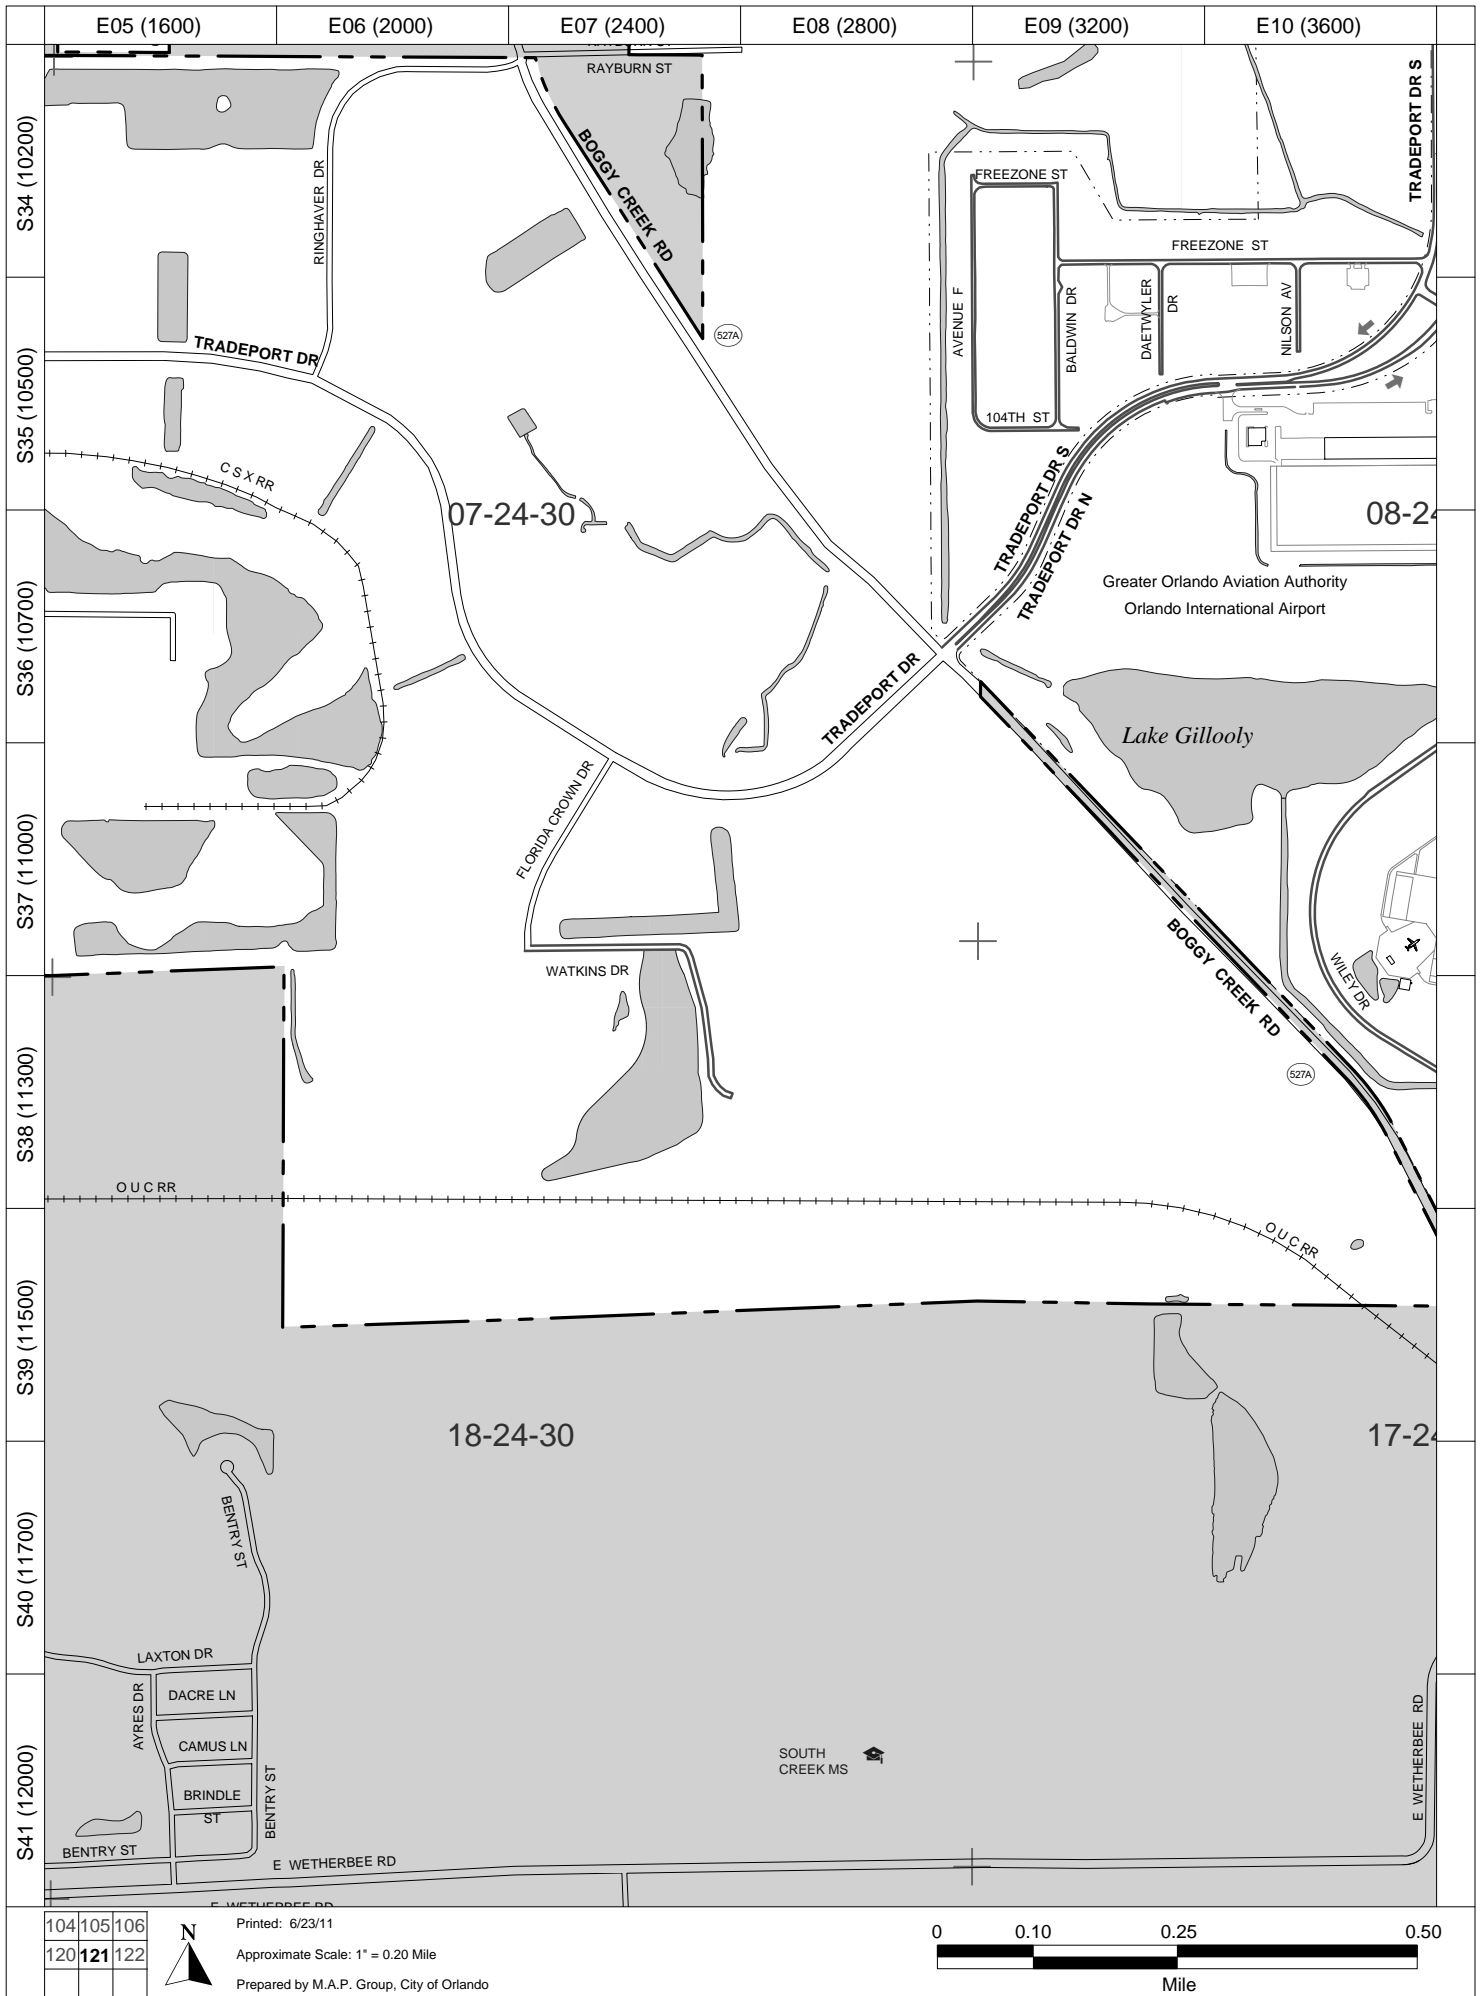 E05 (1600)
E06 (2000)
E07 (2400)
E08 (2800)
E09 (3200)
E10 (3600)
S34 (10200)
S35 (10500)
S36 (10700)
S37 (11000)
S38 (11300)
S39 (11500)
S40 (11700)
S41 (12000)
RAYBURN ST
BOGGY CREEK RD
RINGHAVER DR
TRADEPORT DR S
FREEZONE ST
FREEZONE ST
AVENUE F
BALDWIN DR
DAETWYLER
DR
NILSON AV
527A
TRADEPORT DR
104TH ST
C S X RR
07-24-30
08-24
TRADEPORT DR S
TRADEPORT DR N
Greater Orlando Aviation Authority
Orlando International Airport
TRADEPORT DR
Lake Gillooly
FLORIDA CROWN DR
WATKINS DR
BOGGY CREEK RD
WILEY DR
527A
O U C RR
O U C RR
18-24-30
17-24
BENTRY ST
LAXTON DR
AYRES DR
DACRE LN
CAMUS LN
BRINDLE
ST
BENTRY ST
BENTRY ST
SOUTH
CREEK MS
E WETHERBEE RD
E WETHERBEE RD
E WETHERBEE RD
104 105 106
120 121 122
N
Printed: 6/23/11
Approximate Scale: 1" = 0.20 Mile
Prepared by M.A.P. Group, City of Orlando
0 0.10 0.25 0.50
Mile